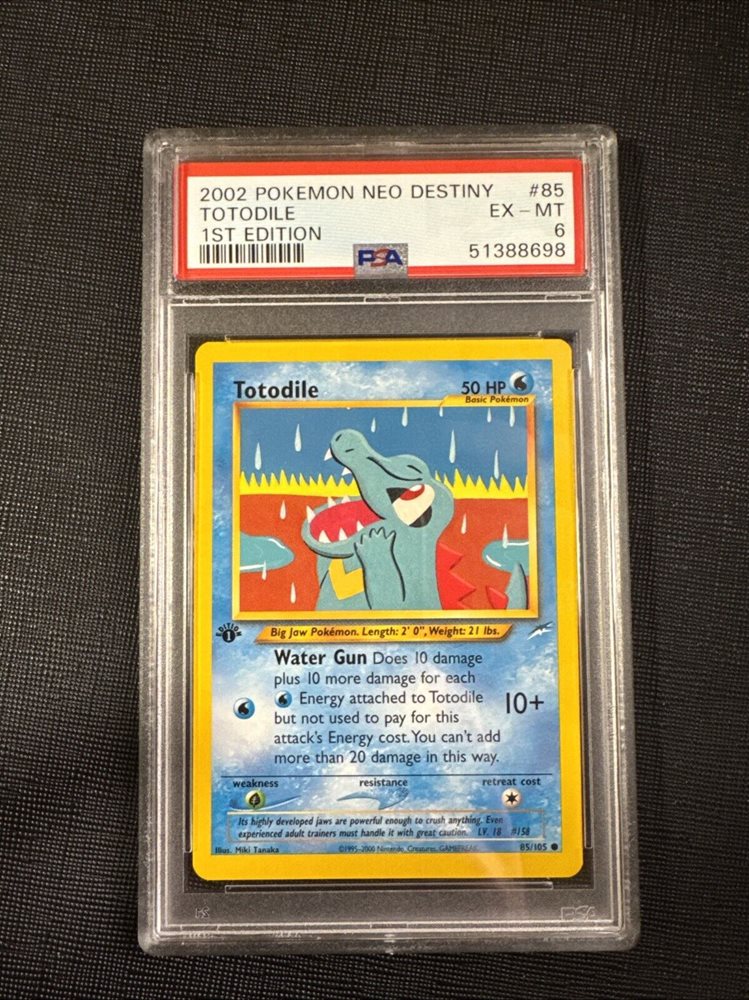 2002 POKEMON NEO DESTINY #85
TOTODILE EX - MT
1ST EDITION 6
PSA 51388698
Totodile 50 HP
Basic Pokémon
EDITION
1
Big Jaw Pokémon. Length: 2' 0", Weight: 21 lbs.
Water Gun Does 10 damage
plus 10 more damage for each
Energy attached to Totodile
but not used to pay for this
attack's Energy cost. You can't add
more than 20 damage in this way.
10+
weakness resistance retreat cost
Its highly developed jaws are powerful enough to crush anything. Even
experienced adult trainers must handle it with great caution. LV. 18 #158
Illus. Miki Tanaka ©1995-2000 Nintendo, Creatures, GAMEFREAK. 85/105
PSA